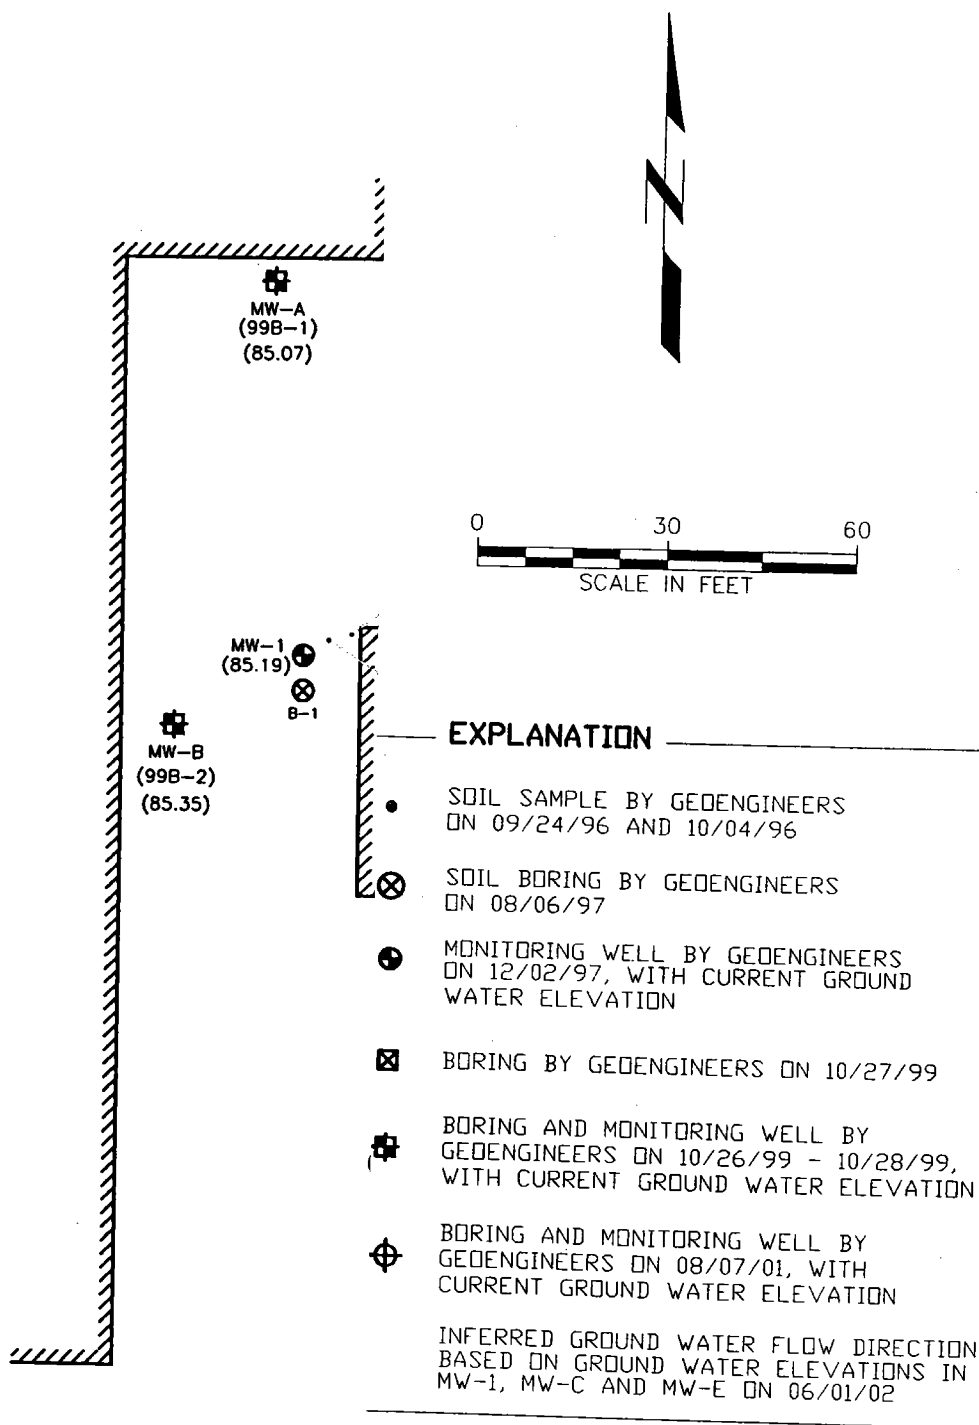 N
MW-A
(99B-1)
(85.07)
0 30 60
SCALE IN FEET
MW-1
(85.19)
B-1
MW-B
(99B-2)
(85.35)
EXPLANATION
SOIL SAMPLE BY GEOENGINEERS
ON 09/24/96 AND 10/04/96
SOIL BORING BY GEOENGINEERS
ON 08/06/97
MONITORING WELL BY GEOENGINEERS
ON 12/02/97, WITH CURRENT GROUND
WATER ELEVATION
BORING BY GEOENGINEERS ON 10/27/99
BORING AND MONITORING WELL BY
GEOENGINEERS ON 10/26/99 - 10/28/99,
WITH CURRENT GROUND WATER ELEVATION
BORING AND MONITORING WELL BY
GEOENGINEERS ON 08/07/01, WITH
CURRENT GROUND WATER ELEVATION
INFERRED GROUND WATER FLOW DIRECTION
BASED ON GROUND WATER ELEVATIONS IN
MW-1, MW-C AND MW-E ON 06/01/02